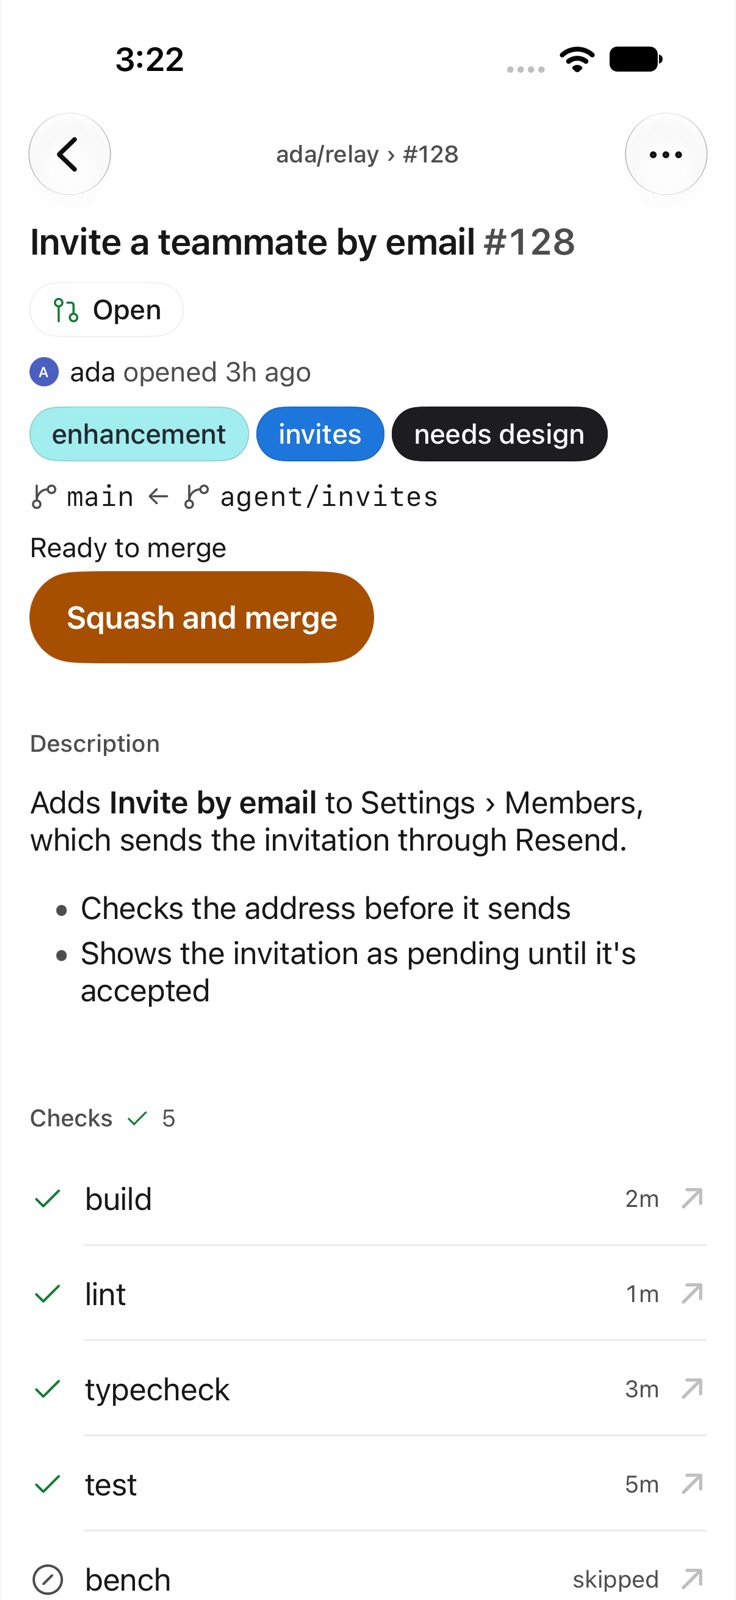 3:22
ada/relay › #128
Invite a teammate by email #128
Open
A ada opened 3h ago
enhancement invites needs design
main ← agent/invites
Ready to merge
Squash and merge
Description
Adds Invite by email to Settings › Members,
which sends the invitation through Resend.
• Checks the address before it sends
• Shows the invitation as pending until it's
accepted
Checks ✓ 5
build 2m
lint 1m
typecheck 3m
test 5m
bench skipped